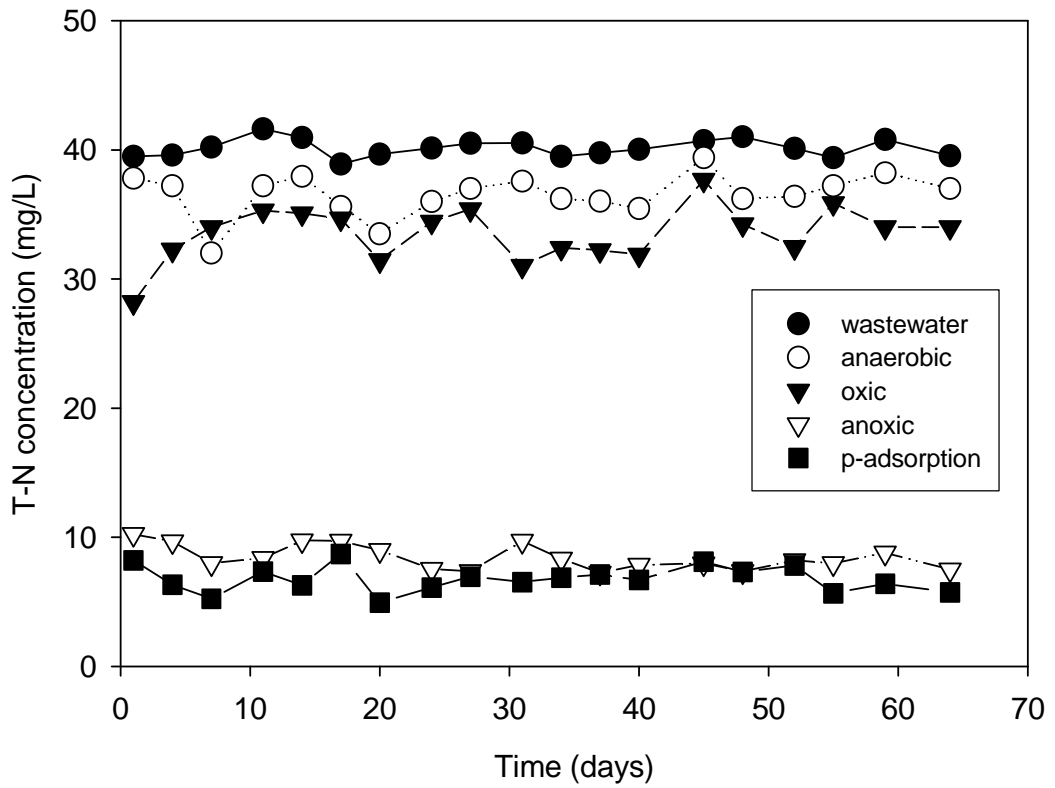 T-N concentration (mg/L)
50
40
30
20
10
0
wastewater
anaerobic
oxic
anoxic
p-adsorption
0 10 20 30 40 50 60 70
Time (days)